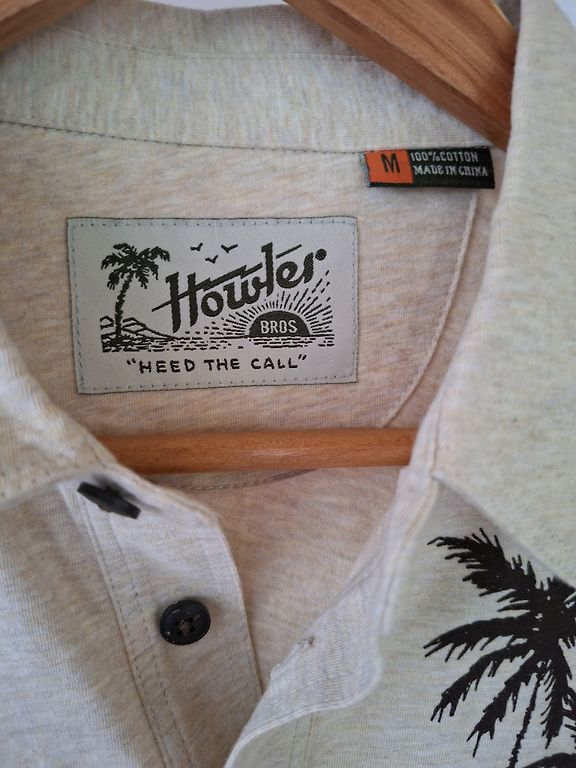 M
100% COTTON
MADE IN CHINA
Howler
BROS
"HEED THE CALL"